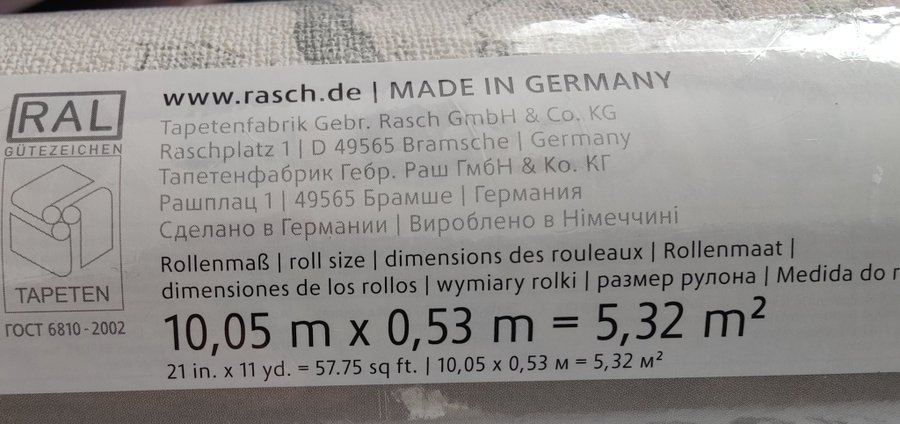 RAL
GÜTEZEICHEN
TAPETEN
ГОСТ 6810-2002
www.rasch.de | MADE IN GERMANY
Tapetenfabrik Gebr. Rasch GmbH & Co. KG
Raschplatz 1 | D 49565 Bramsche | Germany
Тапетенфабрик Гебр. Раш ГмбН & Ко. КГ
Рашплац 1 | 49565 Брамше | Германия
Сделано в Германии | Вироблено в Німеччині
Rollenmaß | roll size | dimensions des rouleaux | Rollenmaat |
dimensiones de los rollos | wymiary rolki | размер рулона | Medida do
10,05 m x 0,53 m = 5,32 m²
21 in. x 11 yd. = 57.75 sq ft. | 10,05 x 0,53 м = 5,32 м²